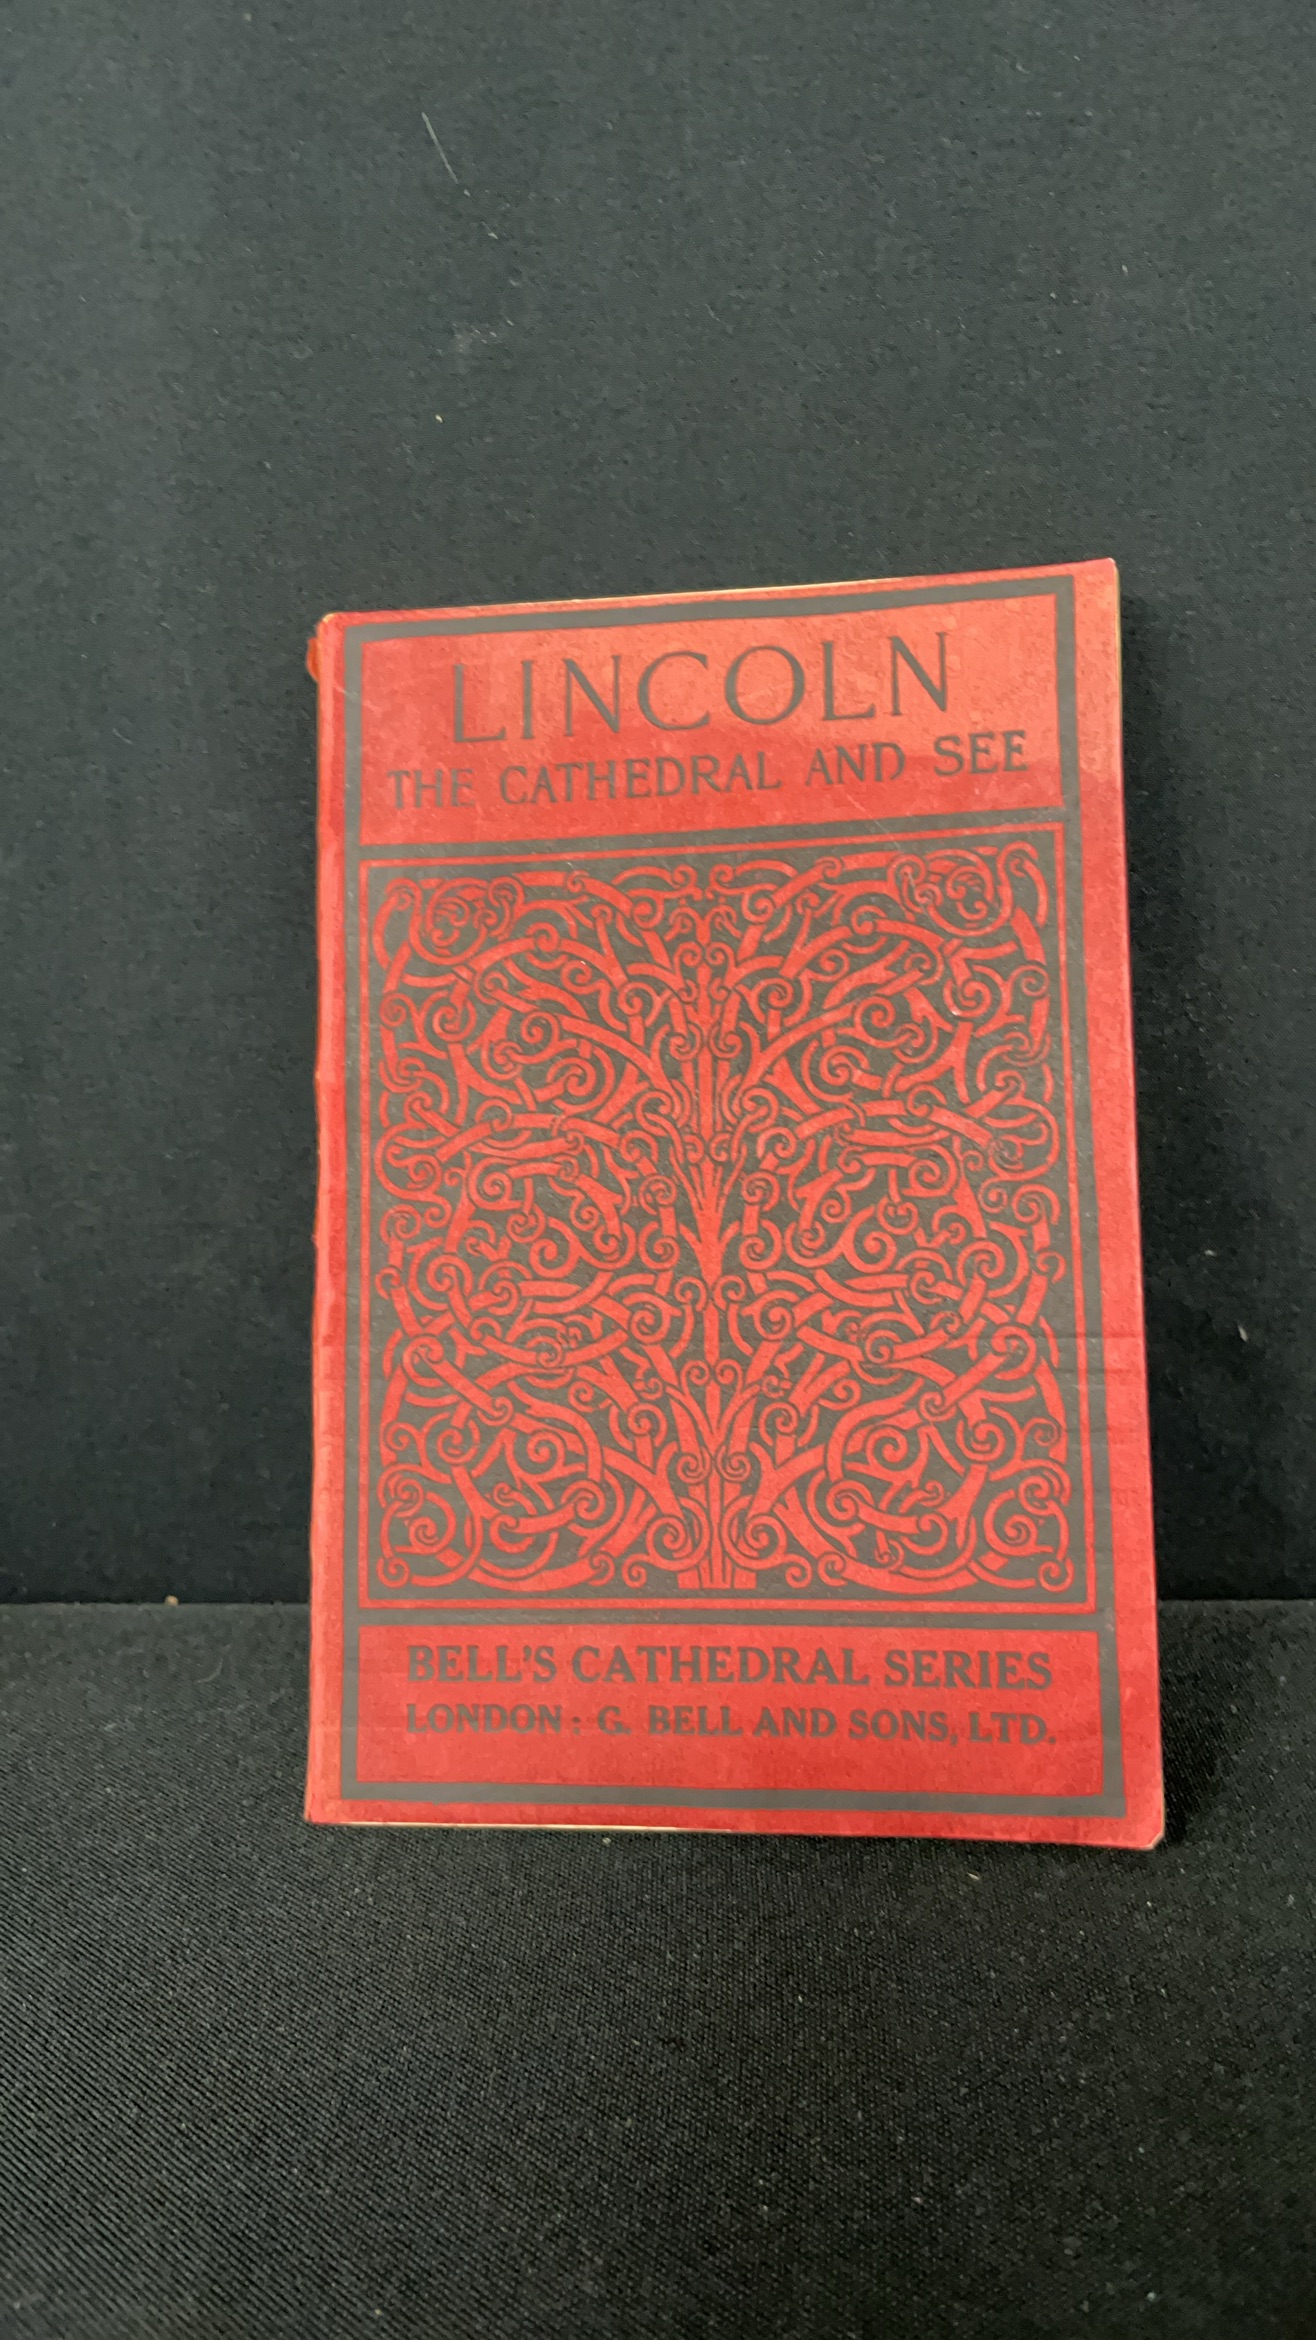 LINCOLN
THE CATHEDRAL AND SEE
BELL'S CATHEDRAL SERIES
LONDON: G. BELL AND SONS, LTD.